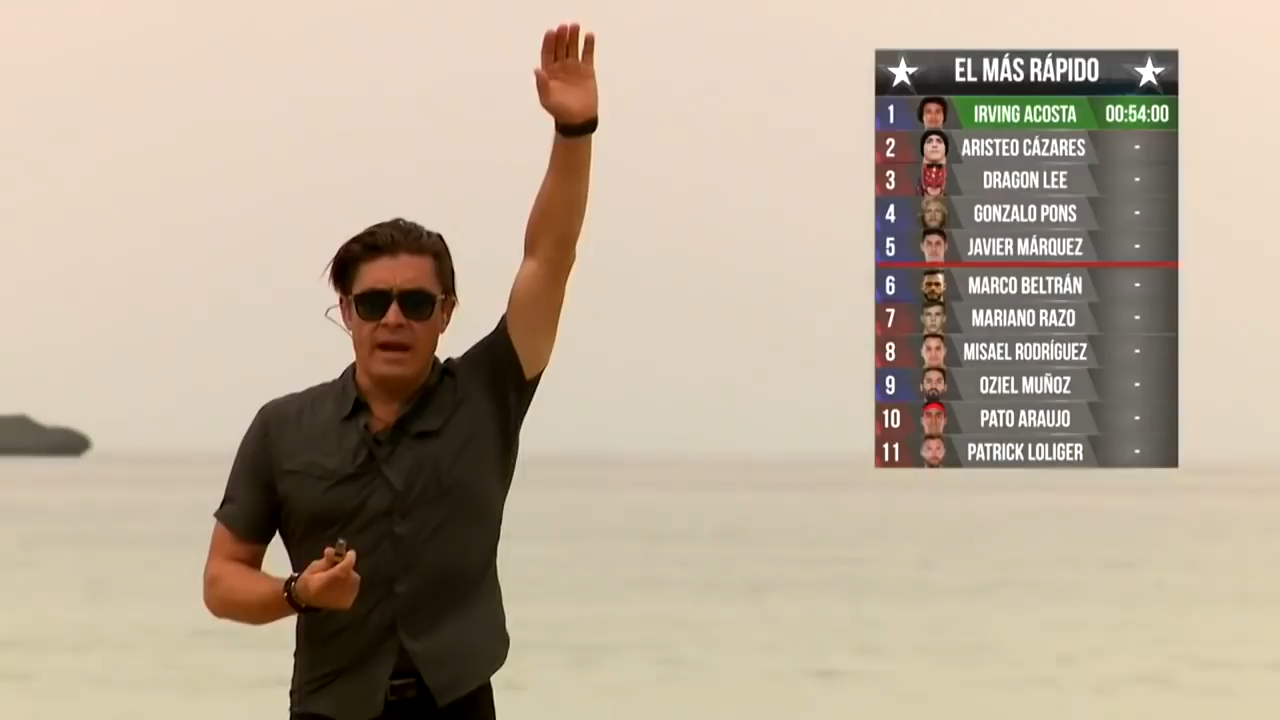 EL MÁS RÁPIDO
1 IRVING ACOSTA 00:54:00
2 ARISTEO CÁZARES -
3 DRAGON LEE -
4 GONZALO PONS -
5 JAVIER MÁRQUEZ -
6 MARCO BELTRÁN -
7 MARIANO RAZO -
8 MISAEL RODRÍGUEZ -
9 OZIEL MUÑOZ -
10 PATO ARAUJO -
11 PATRICK LOLIGER -